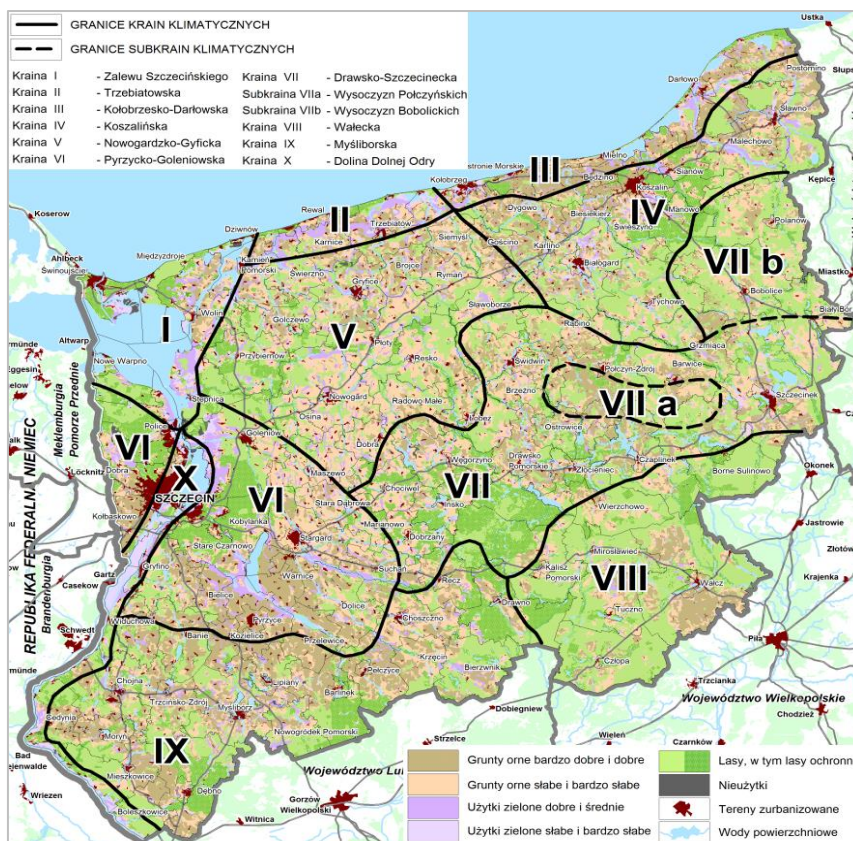 GRANICE KRAIN KLIMATYCZNYCH
GRANICE SUBKRAIN KLIMATYCZNYCH
Kraina I - Zalewu Szczecińskiego
Kraina II - Trzebiatowska
Kraina III - Kołobrzesko-Darłowska
Kraina IV - Koszalińska
Kraina V - Nowogardzko-Gyficka
Kraina VI - Pyrzycko-Goleniowska
Kraina VII - Drawsko-Szczecinecka
Subkraina VIIa - Wysoczyzn Połczyńskich
Subkraina VIIb - Wysoczyzn Bobolickich
Kraina VIII - Wałecka
Kraina IX - Myśliborska
Kraina X - Dolina Dolnej Odry
Ustka
Postomino
Słups
Darłowo
Sławno
Malechowo
Mielno
Sianów
Kępice
stronie Morskie
Będzino
Koszalin
III
Kołobrzeg
Koserow
Rewal
II
Dygowo
Biesiekierz
IV
Manowo
Świeszyno
Polanów
Dziwnów
Trzebiatów
Karnice
Siemyśl
Gościno
Karlino
Ahlbeck
Świnoujście
Międzyzdroje
Kamień
Pomorski
Świerzno
Brojce
Rymań
Białogard
VII b
Miastko
Gryfice
Bobolice
Wolin
Golczewo
Sławoborze
Tychowo
Biały Bór
Altwarp
I
V
Płoty
Rąbino
Grzmiąca
Nowe Warpno
Przybiernów
Resko
Świdwin
Połczyn-Zdrój
Barwice
Eggesin
Stepnica
Nowogard
Radowo Małe
Brzeżno
VII a
Szczecinek
Osina
Łobez
Ostrowice
Police
Goleniów
Dobra
VI
Dobra
Węgorzyno
Drawsko
Pomorskie
Czaplinek
Löcknitz
X
SZCZECIN
Maszewo
Chociwel
VII
Złocieniec
Borne Sulinowo
Okonek
REPUBLIKA FEDERALNA NIEMIEC
Meklemburgia
Pomorze Przednie
Branderburgia
Kołbaskowo
VI
Stara Dąbrowa
Ińsko
Wierzchowo
Kobylanka
Marianowo
Jastrowie
Stargard
Dobrzany
Stare Czarnowo
Mirosławiec
Złotów
Gartz
Gryfino
Suchań
Kalisz
Pomorski
VIII
Casekow
Warnice
Recz
Wałcz
Krajenka
Bielice
Dolice
Drawno
Tuczno
Widuchowa
Pyrzyce
Choszczno
Schwedt
Banie
Kozielice
Przelewice
Piła
Krzęcin
Człopa
Pełczyce
Bierzwnik
Chojna
Lipiany
Trzcianka
Trzcińsko-Zdrój
Barlinek
Województwo Wielkopolskie
Cedynia
Myślibórz
Dobiegniew
Chodzież
Moryń
Nowogródek Pomorski
Strzelce
Wieleń
Czarnków
IX
Bad
Mieszkowice
Dębno
Gorzów
Wielkopolski
Wriezen
Boleszkowice
Witnica
Grunty orne bardzo dobre i dobre
Grunty orne słabe i bardzo słabe
Użytki zielone dobre i średnie
Użytki zielone słabe i bardzo słabe
Lasy, w tym lasy ochronn
Nieużytki
Tereny zurbanizowane
Wody powierzchniowe